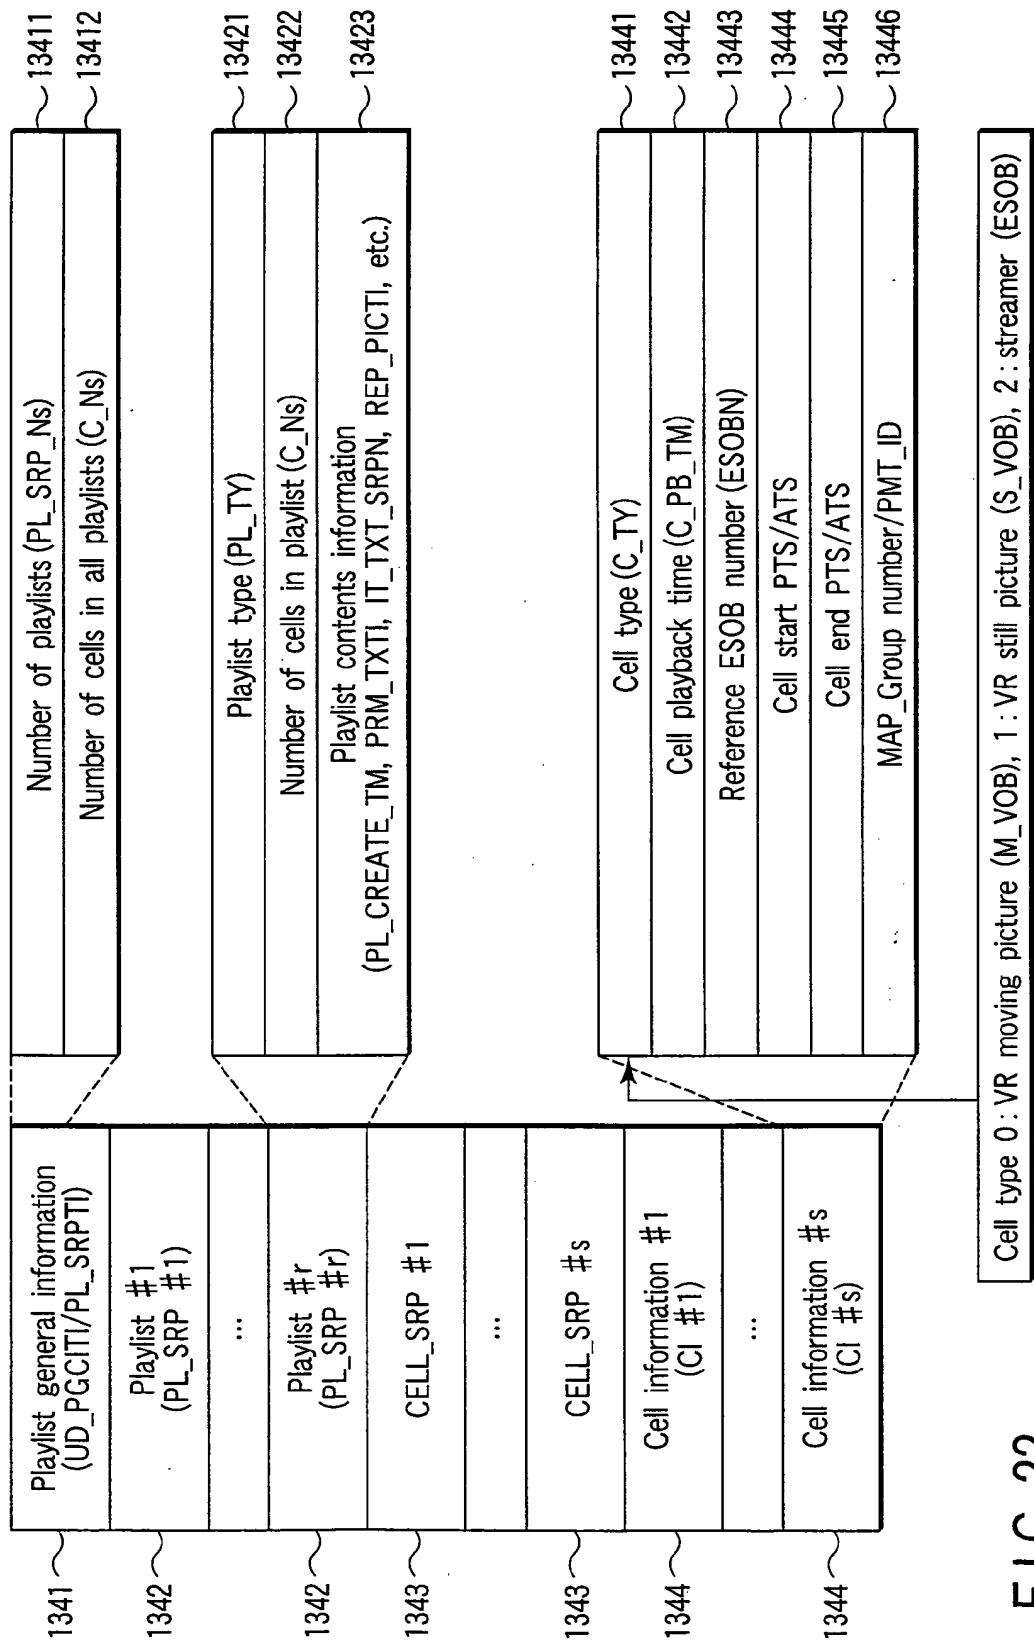 1341
Playlist general information
(UD_PGCITI/PL_SRPTI)
1342
Playlist #1
(PL_SRP #1)
...
1342
Playlist #r
(PL_SRP #r)
1343
CELL_SRP #1
...
1343
CELL_SRP #s
1344
Cell information #1
(CI #1)
...
1344
Cell information #s
(CI #s)
Number of playlists (PL_SRP_Ns)
13411
Number of cells in all playlists (C_Ns)
13412
Playlist type (PL_TY)
13421
Number of cells in playlist (C_Ns)
13422
Playlist contents information
(PL_CREATE_TM, PRM_TXTI, IT_TXT_SRPN, REP_PICTI, etc.)
13423
Cell type (C_TY)
13441
Cell playback time (C_PB_TM)
13442
Reference ESOB number (ESOBN)
13443
Cell start PTS/ATS
13444
Cell end PTS/ATS
13445
MAP_Group number/PMT_ID
13446
Cell type 0 : VR moving picture (M_VOB), 1 : VR still picture (S_VOB), 2 : streamer (ESOB)
FIG. 22